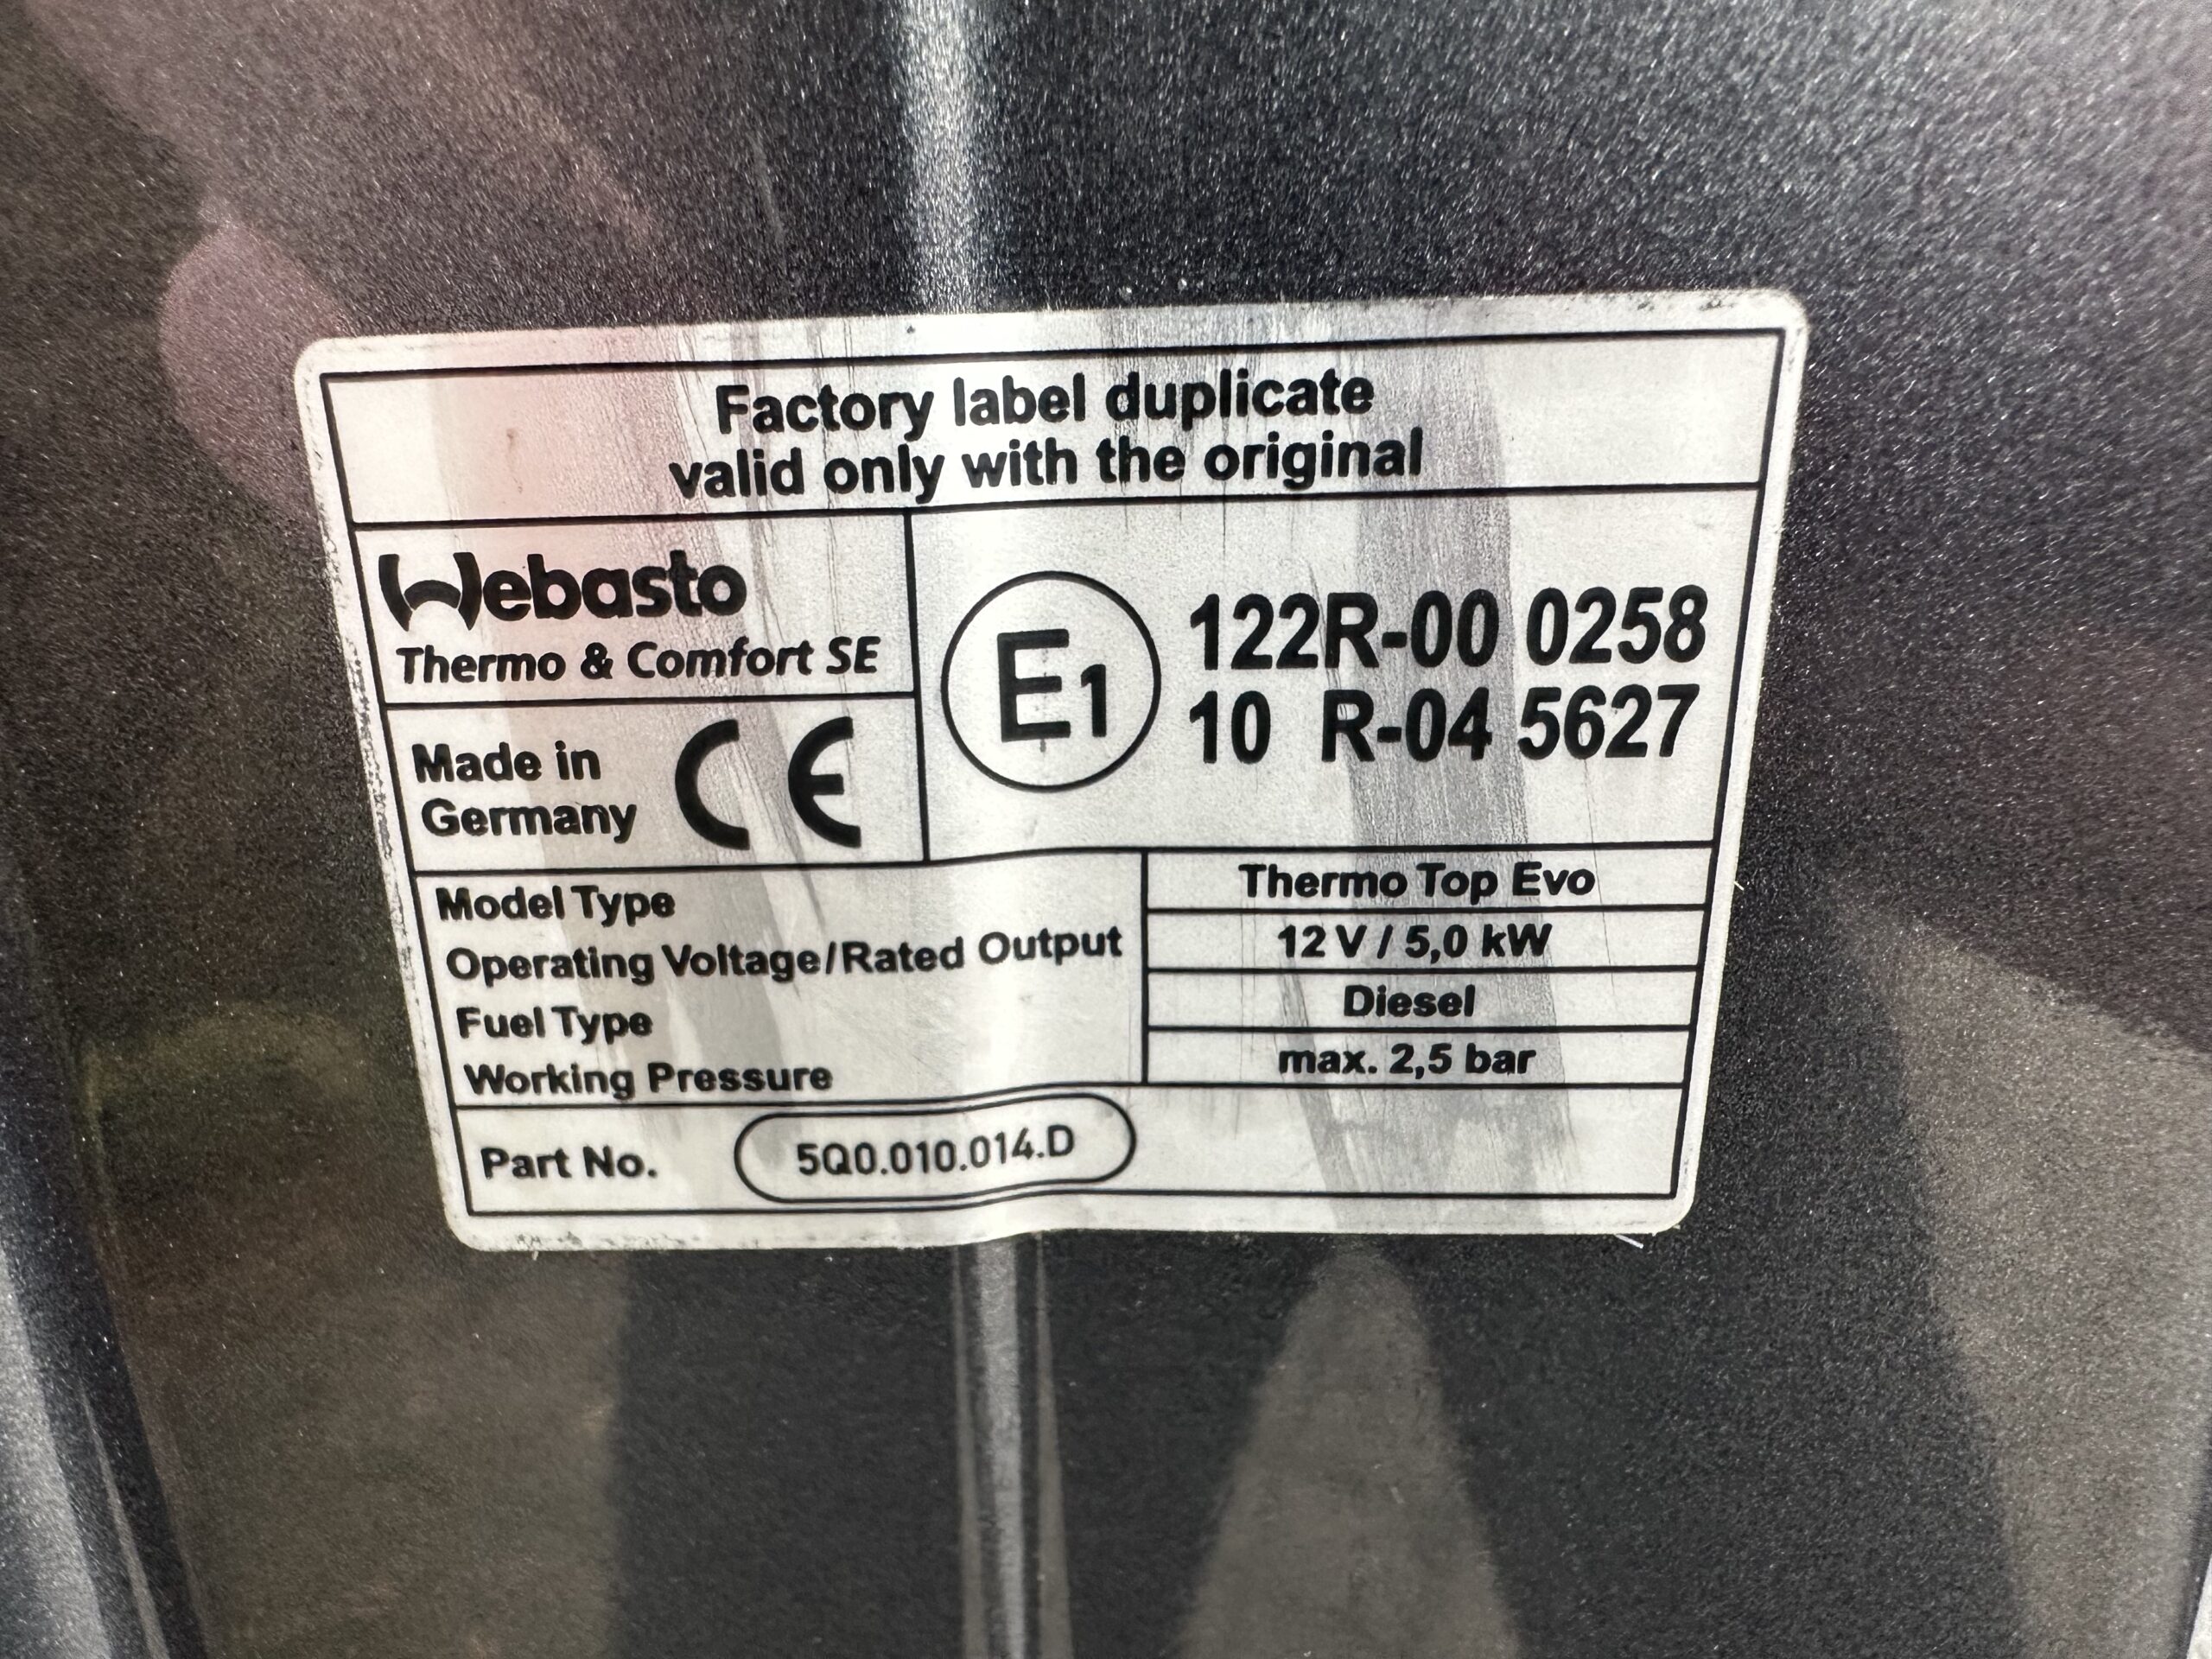 Factory label duplicate
valid only with the original
Webasto
Thermo & Comfort SE
Made in
Germany
CE
E1
122R-00 0258
10 R-04 5627
Model Type
Thermo Top Evo
Operating Voltage/Rated Output
12 V / 5,0 kW
Fuel Type
Diesel
Working Pressure
max. 2,5 bar
Part No.
5Q0.010.014.D